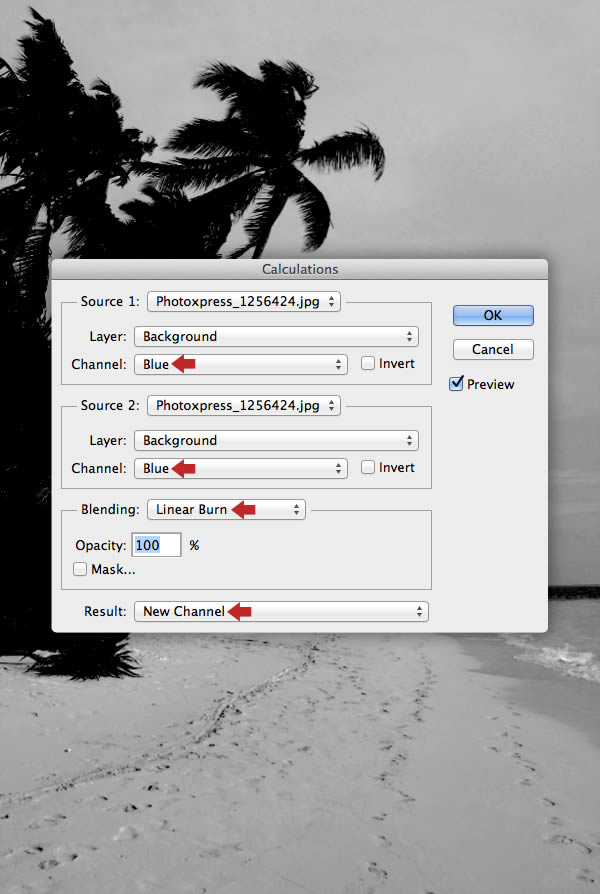 Calculations
Source 1: Photoxpress_1256424.jpg
OK
Layer: Background
Cancel
Channel: Blue Invert
Preview
Source 2: Photoxpress_1256424.jpg
Layer: Background
Channel: Blue Invert
Blending: Linear Burn
Opacity: 100 %
Mask...
Result: New Channel